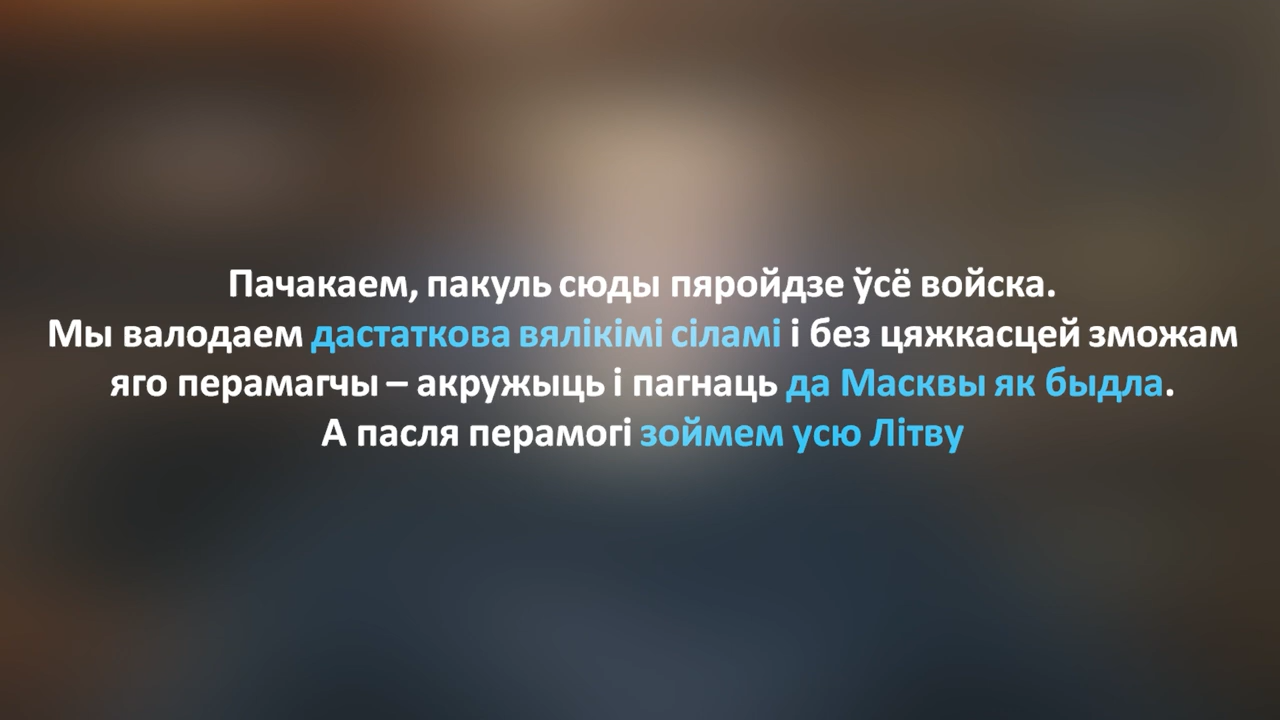 Пачакаем, пакуль сюды пяройдзе ўсё войска.
Мы валодаем дастаткова вялікімі сіламі і без цяжкасцей зможам
яго перамагчы – акружыць і пагнаць да Масквы як быдла.
А пасля перамогі зоймем усю Літву